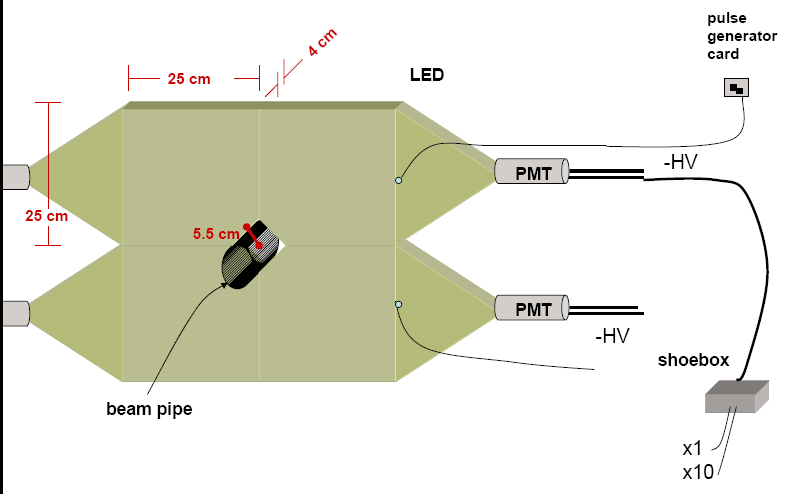 pulse
generator
card
4 cm
25 cm
LED
-HV
PMT
25 cm
5.5 cm
PMT
-HV
shoebox
beam pipe
x1
x10